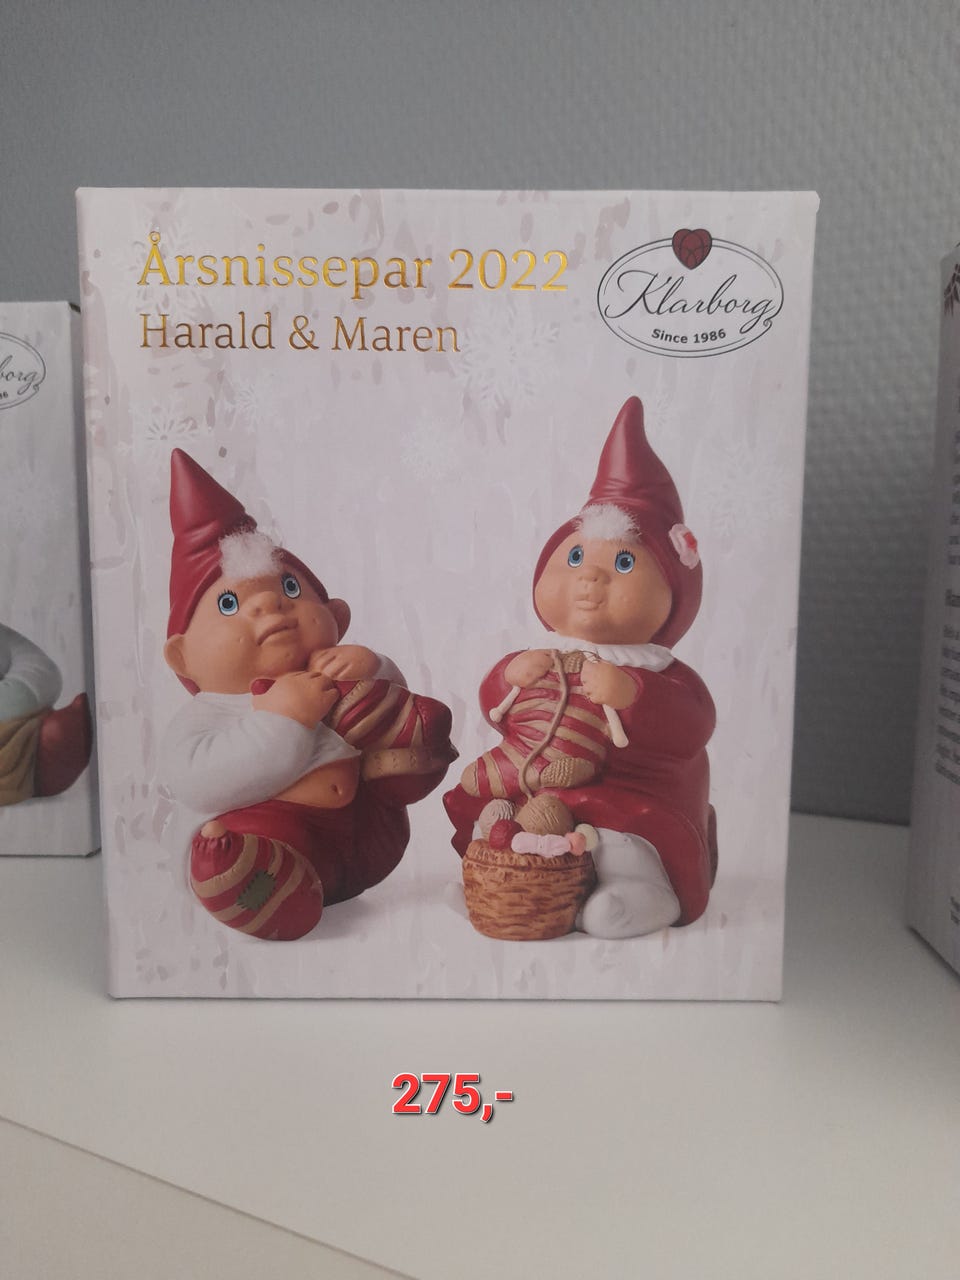 Årsnissepar 2022
Harald & Maren
Klarborg
Since 1986
275,-